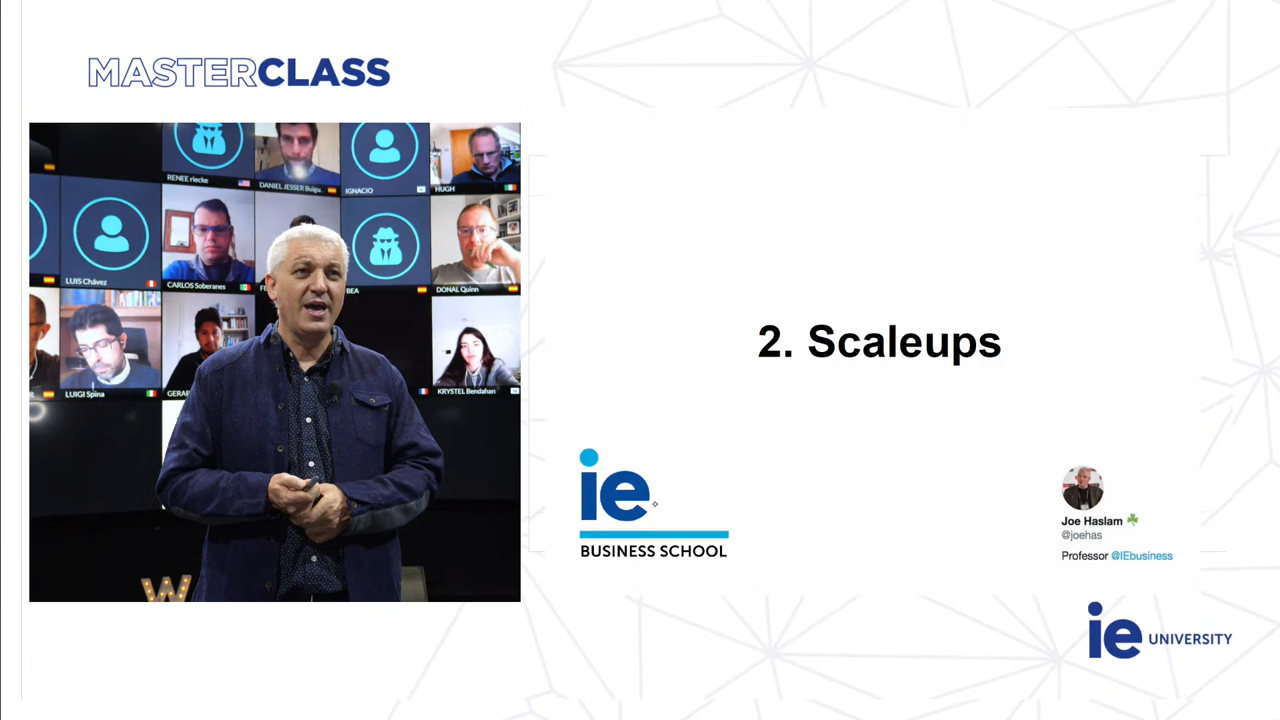 MASTERCLASS
RENEE riecke
DANIEL JESSER Bulgu..
IGNACIO
HUGH
LUIS Chávez
CARLOS Soberanes
BEA
DONAL Quinn
LUIGI Spina
KRYSTEL Bendahan
W
2. Scaleups
ie
BUSINESS SCHOOL
Joe Haslam
@joehas
Professor @IEbusiness
ie UNIVERSITY